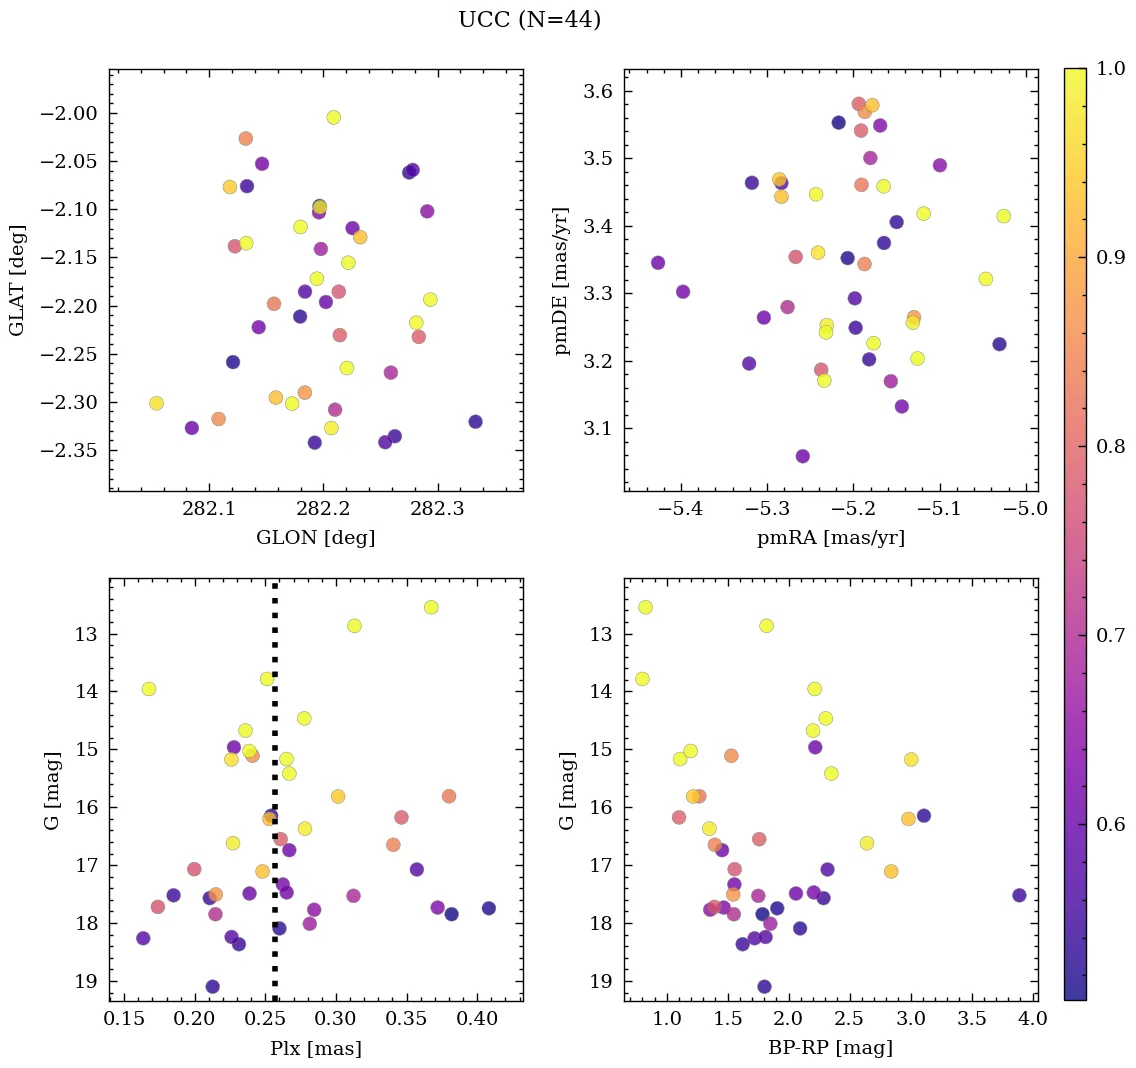 UCC (N=44)
−2.00
−2.05
−2.10
−2.15
−2.20
−2.25
−2.30
−2.35
GLAT [deg]
282.1 282.2 282.3
GLON [deg]
3.6
3.5
3.4
3.3
3.2
3.1
pmDE [mas/yr]
−5.4 −5.3 −5.2 −5.1 −5.0
pmRA [mas/yr]
13
14
15
16
17
18
19
G [mag]
0.15 0.20 0.25 0.30 0.35 0.40
Plx [mas]
13
14
15
16
17
18
19
G [mag]
1.0 1.5 2.0 2.5 3.0 3.5 4.0
BP-RP [mag]
1.0
0.9
0.8
0.7
0.6